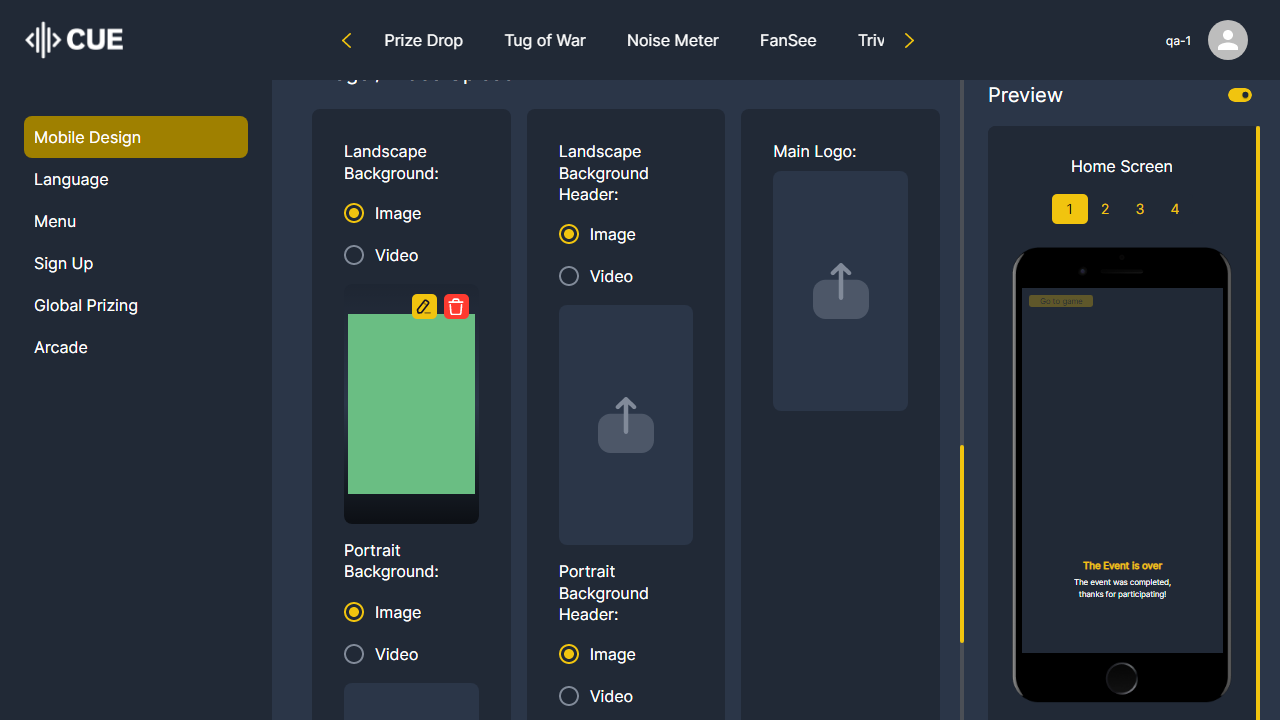 CUE
Prize Drop
Tug of War
Noise Meter
FanSee
Triv
qa-1
Mobile Design
Language
Menu
Sign Up
Global Prizing
Arcade
Landscape
Background:
Image
Video
Portrait
Background:
Image
Video
Landscape
Background
Header:
Image
Video
Portrait
Background
Header:
Image
Video
Main Logo:
Preview
Home Screen
1
2
3
4
Go to game
The Event is over
The event was completed,
thanks for participating!